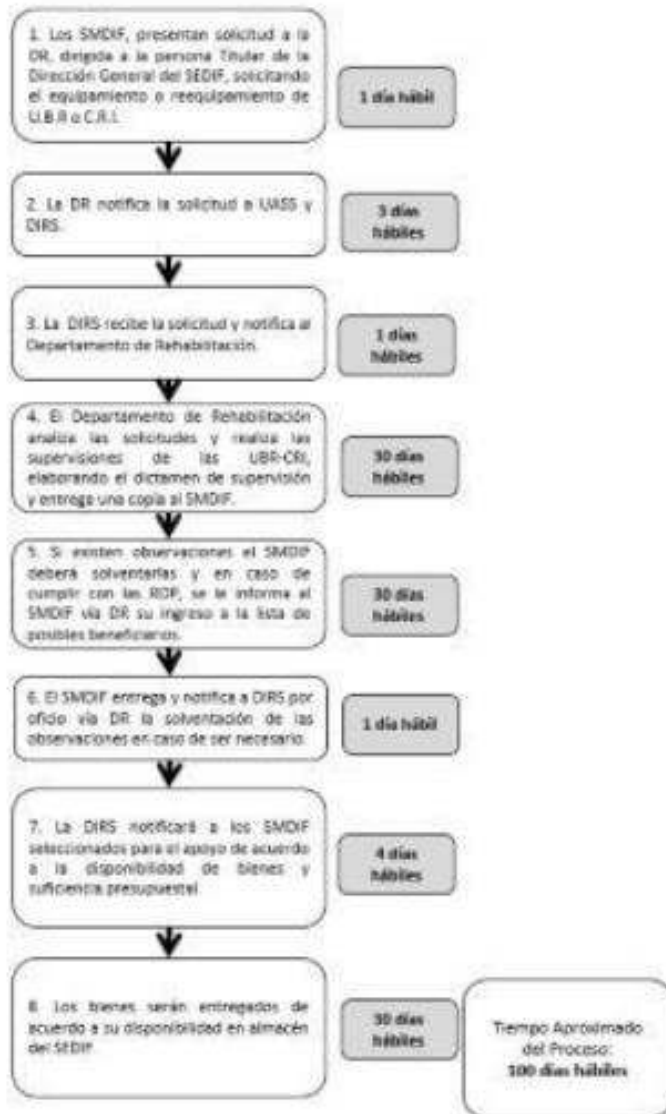 1. Los SMDIF, presentan solicitud a la
DR, dirigida a la persona Titular de la
Dirección General del SEDIF, solicitando
el equipamiento o reequipamiento de
U.B.R o C.R.I.
1 día hábil
2. La DR notifica la solicitud a UASS y
DIRS.
3 días
hábiles
3. La DIRS recibe la solicitud y notifica al
Departamento de Rehabilitación.
1 días
hábiles
4. El Departamento de Rehabilitación
analiza las solicitudes y realiza las
supervisiones de las UBR-CRI,
elaborando el dictamen de supervisión
y entrega una copia al SMDIF.
30 días
hábiles
5. Si existen observaciones el SMDIF
deberá solventarlas y en caso de
cumplir con las ROP, se le informa al
SMDIF vía DR su ingreso a la lista de
posibles beneficiarios.
30 días
hábiles
6. El SMDIF entrega y notifica a DIRS por
oficio vía DR la solventación de las
observaciones en caso de ser necesario
1 día hábil
7. La DIRS notificará a los SMDIF
seleccionados para el apoyo de acuerdo
a la disponibilidad de bienes y
suficiencia presupuestal
4 días
hábiles
8. Los bienes serán entregados de
acuerdo a su disponibilidad en almacén
del SEDIF
30 días
hábiles
Tiempo Aproximado
del Proceso:
100 días hábiles